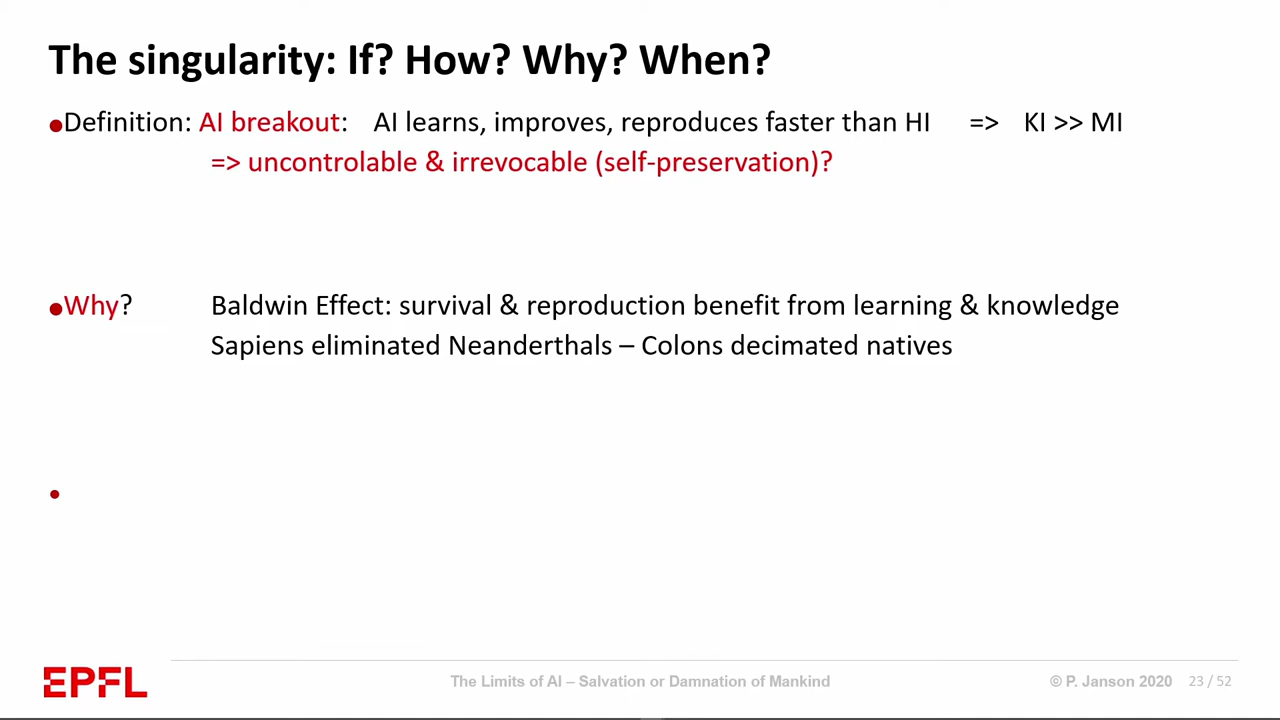 The singularity: If? How? Why? When?
•Definition: AI breakout: AI learns, improves, reproduces faster than HI => KI >> MI
=> uncontrolable & irrevocable (self-preservation)?
•Why? Baldwin Effect: survival & reproduction benefit from learning & knowledge
Sapiens eliminated Neanderthals – Colons decimated natives
•
EPFL The Limits of AI – Salvation or Damnation of Mankind © P. Janson 2020 23 / 52